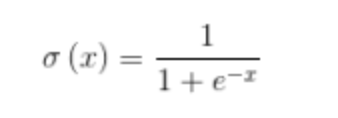 σ (x) = 1 / (1 + e^{-x})